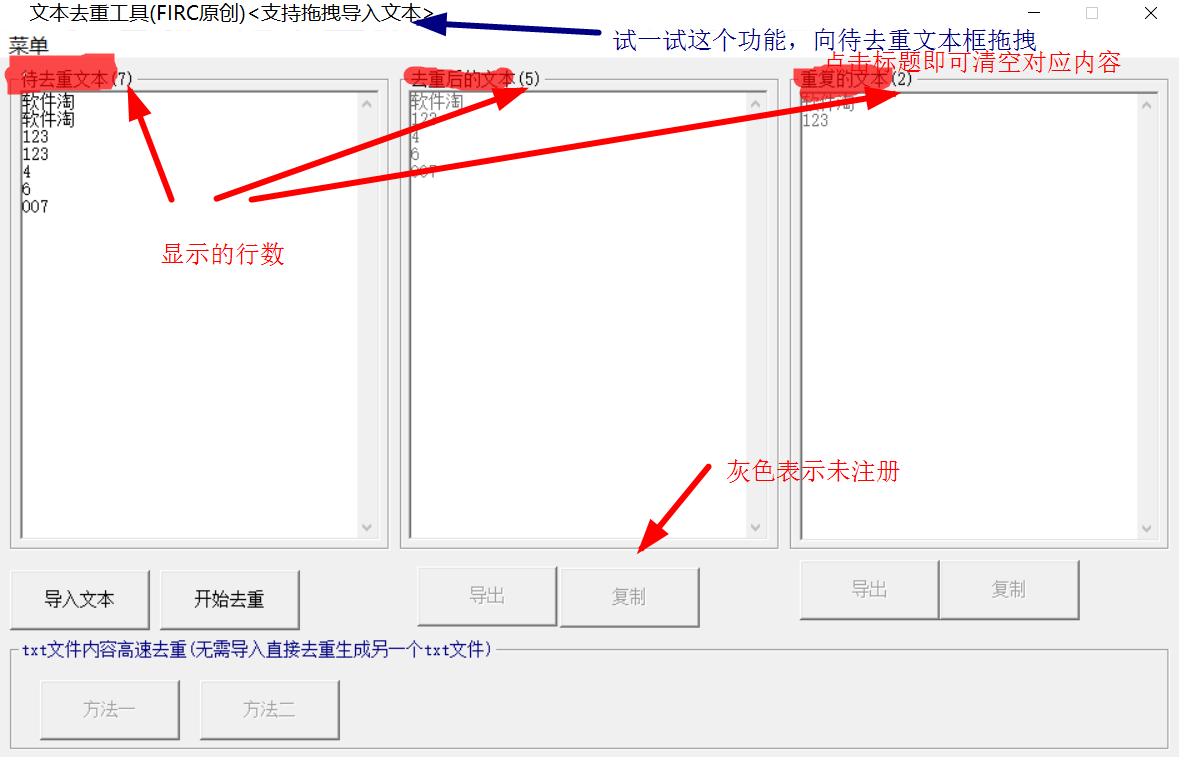 文本去重工具(FIRC原创)<支持拖拽导入文本>
试一试这个功能，向待去重文本框拖拽
菜单
点击标题即可清空对应内容
待去重文本(7)
软件淘
软件淘
123
123
4
6
007
去重后的文本(5)
软件淘
123
4
6
007
重复的文本(2)
软件淘
123
显示的行数
灰色表示未注册
导入文本
开始去重
导出
复制
导出
复制
txt文件内容高速去重(无需导入直接去重生成另一个txt文件)
方法一
方法二